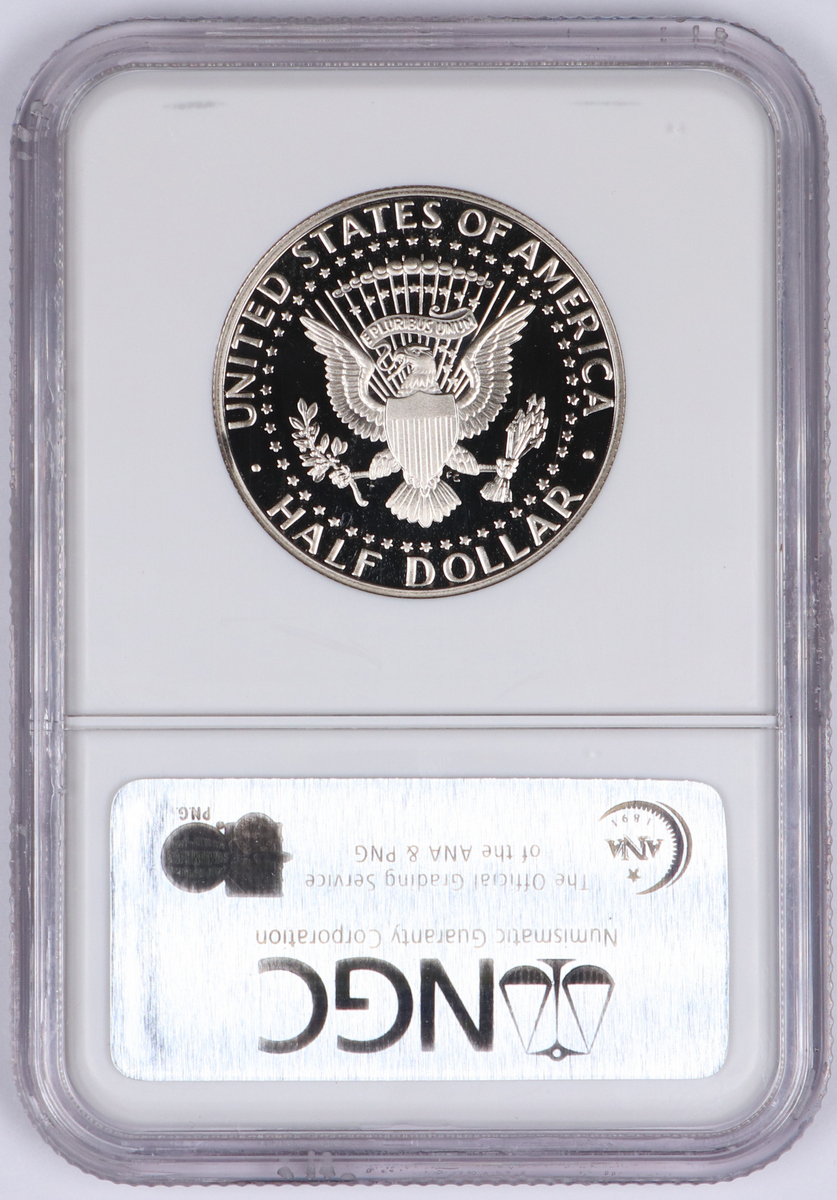 UNITED STATES OF AMERICA
E PLURIBUS UNUM
FG
• HALF DOLLAR •
NGC
Numismatic Guaranty Corporation
The Official Grading Service
of the ANA & PNG
ANA
1891
PNG